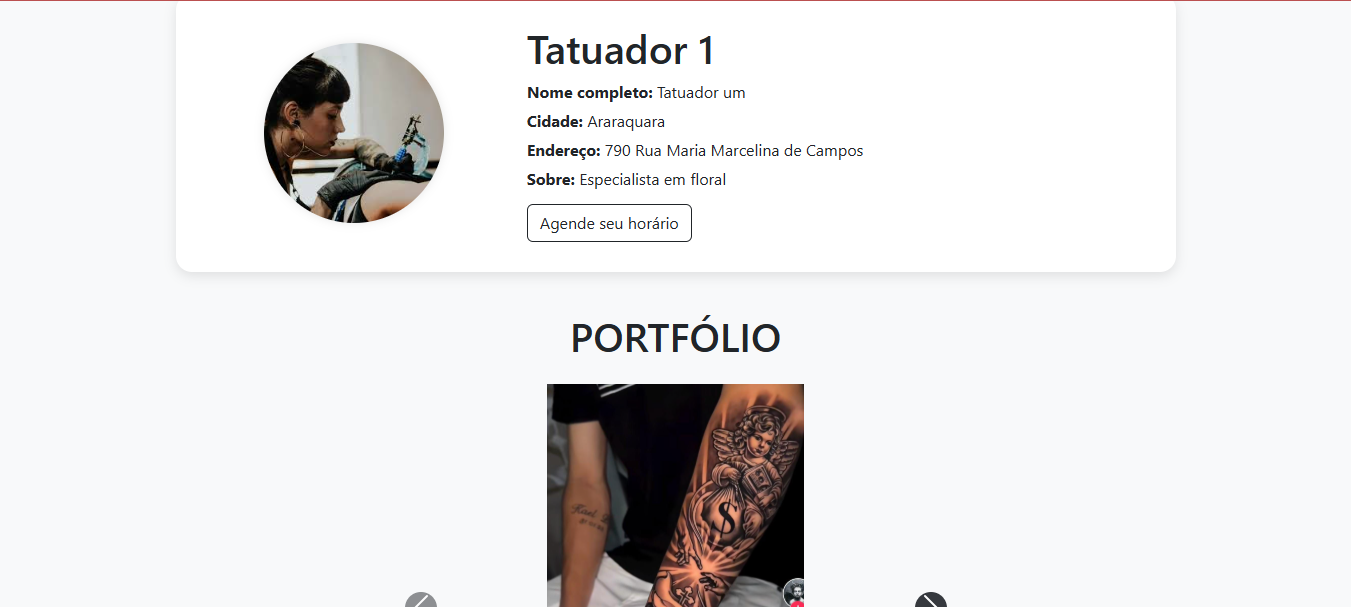 Tatuador 1
Nome completo: Tatuador um
Cidade: Araraquara
Endereço: 790 Rua Maria Marcelina de Campos
Sobre: Especialista em floral
Agende seu horário
PORTFÓLIO
$